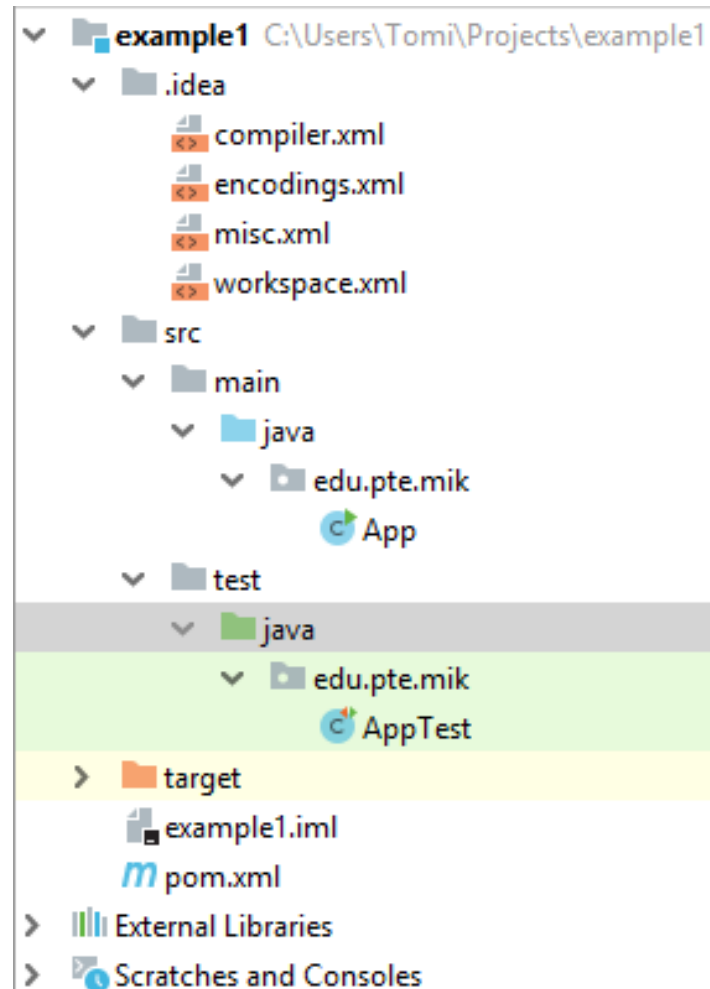 example1 C:\Users\Tomi\Projects\example1
.idea
compiler.xml
encodings.xml
misc.xml
workspace.xml
src
main
java
edu.pte.mik
App
test
java
edu.pte.mik
AppTest
target
example1.iml
pom.xml
External Libraries
Scratches and Consoles